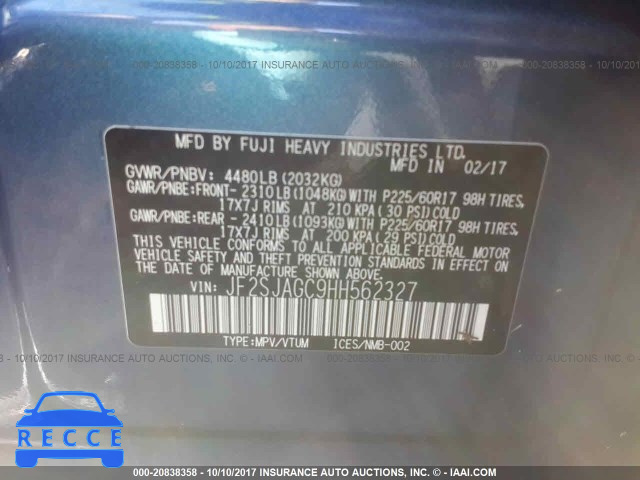 000-20838358 - 10/10/2017 INSURANCE AUTO AUCTIONS, INC. © - IAAI.COM
MFD BY FUJI HEAVY INDUSTRIES LTD.
MFD IN 02/17
GVWR/PNBV: 4480LB (2032KG)
GAWR/PNBE:FRONT- 2310LB (1048KG) WITH P225/60R17 98H TIRES,
17X7J RIMS AT 210 KPA (30 PSI) COLD
GAWR/PNBE:REAR - 2410LB (1093KG) WITH P225/60R17 98H TIRES,
17X7J RIMS AT 200 KPA (29 PSI) COLD
THIS VEHICLE CONFORMS TO ALL APPLICABLE FEDERAL MOTOR
VEHICLE SAFETY, BUMPER, AND THEFT PREVENTION STANDARDS
IN EFFECT ON THE DATE OF MANUFACTURE SHOWN ABOVE.
VIN: JF2SJAGC9HH562327
TYPE:MPV/VTUM ICES/NMB-002
RECCE
000-20838358 - 10/10/2017 INSURANCE AUTO AUCTIONS, INC. © - IAAI.COM